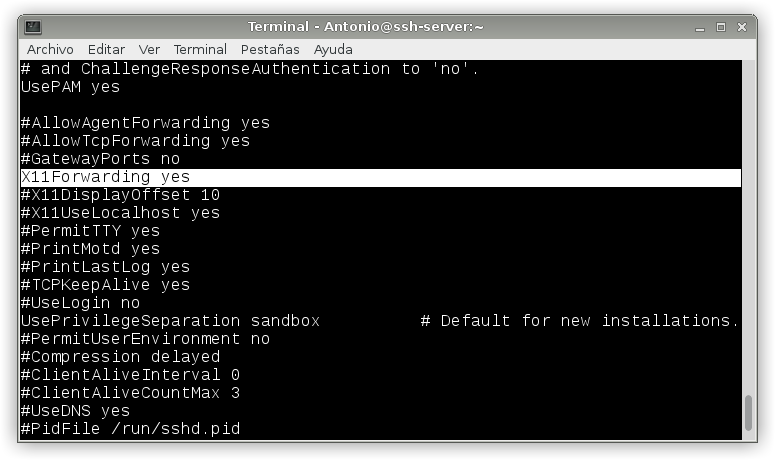 Terminal - Antonio@ssh-server:~
Archivo Editar Ver Terminal Pestañas Ayuda
# and ChallengeResponseAuthentication to 'no'.
UsePAM yes
#AllowAgentForwarding yes
#AllowTcpForwarding yes
#GatewayPorts no
X11Forwarding yes
#X11DisplayOffset 10
#X11UseLocalhost yes
#PermitTTY yes
#PrintMotd yes
#PrintLastLog yes
#TCPKeepAlive yes
#UseLogin no
UsePrivilegeSeparation sandbox          # Default for new installations.
#PermitUserEnvironment no
#Compression delayed
#ClientAliveInterval 0
#ClientAliveCountMax 3
#UseDNS yes
#PidFile /run/sshd.pid